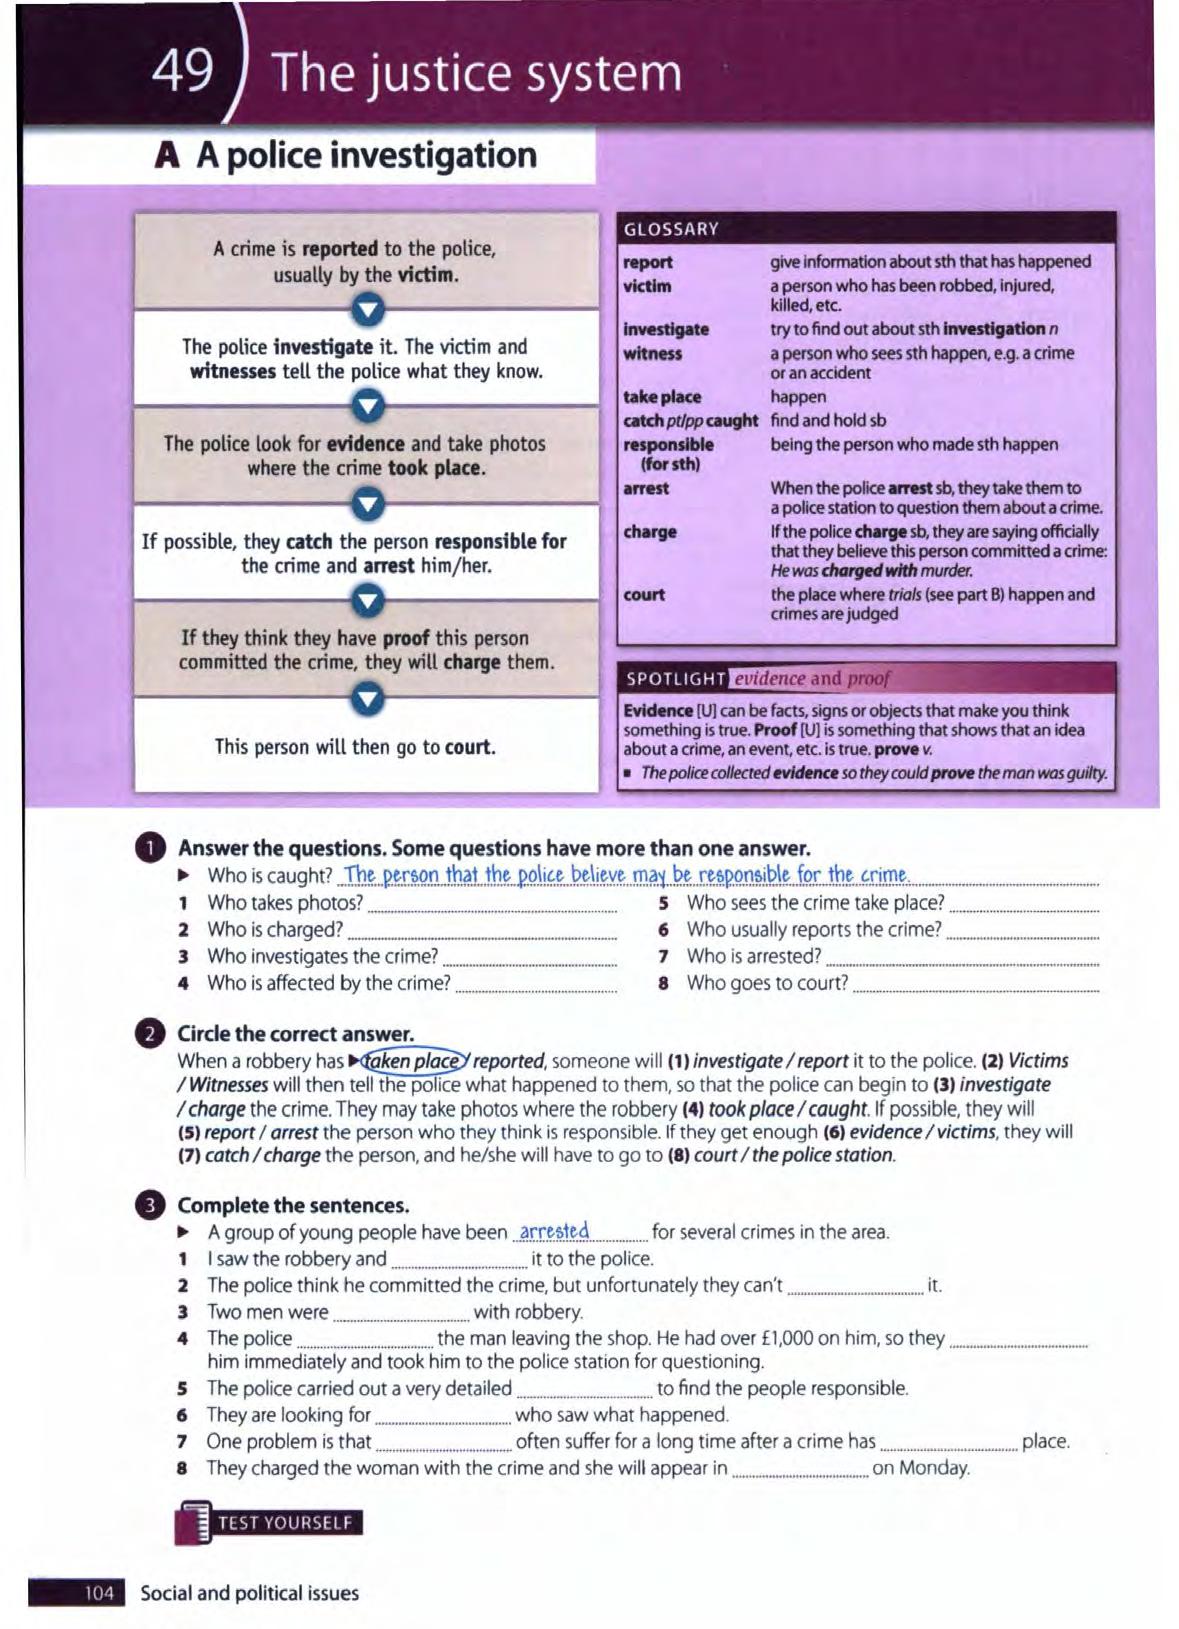 49 The justice system
A A police investigation
A crime is reported to the police,
usually by the victim.
The police investigate it. The victim and
witnesses tell the police what they know.
The police look for evidence and take photos
where the crime took place.
If possible, they catch the person responsible for
the crime and arrest him/her.
If they think they have proof this person
committed the crime, they will charge them.
This person will then go to court.
GLOSSARY
report give information about sth that has happened
victim a person who has been robbed, injured,
killed, etc.
investigate try to find out about sth investigation n
witness a person who sees sth happen, e.g. a crime
or an accident
take place happen
catch pt/pp caught find and hold sb
responsible being the person who made sth happen
(for sth)
arrest When the police arrest sb, they take them to
a police station to question them about a crime.
charge If the police charge sb, they are saying officially
that they believe this person committed a crime:
He was charged with murder.
court the place where trials (see part B) happen and
crimes are judged
SPOTLIGHT evidence and proof
Evidence [U] can be facts, signs or objects that make you think
something is true. Proof [U] is something that shows that an idea
about a crime, an event, etc. is true. prove v.
▪ The police collected evidence so they could prove the man was guilty.
1 Answer the questions. Some questions have more than one answer.
▶ Who is caught? The person that the police believe may be responsible for the crime.
1 Who takes photos?
2 Who is charged?
3 Who investigates the crime?
4 Who is affected by the crime?
5 Who sees the crime take place?
6 Who usually reports the crime?
7 Who is arrested?
8 Who goes to court?
2 Circle the correct answer.
When a robbery has ▶ taken place / reported, someone will (1) investigate / report it to the police. (2) Victims
/ Witnesses will then tell the police what happened to them, so that the police can begin to (3) investigate
/ charge the crime. They may take photos where the robbery (4) took place / caught. If possible, they will
(5) report / arrest the person who they think is responsible. If they get enough (6) evidence / victims, they will
(7) catch / charge the person, and he/she will have to go to (8) court / the police station.
3 Complete the sentences.
▶ A group of young people have been arrested for several crimes in the area.
1 I saw the robbery and it to the police.
2 The police think he committed the crime, but unfortunately they can't it.
3 Two men were with robbery.
4 The police the man leaving the shop. He had over £1,000 on him, so they
him immediately and took him to the police station for questioning.
5 The police carried out a very detailed to find the people responsible.
6 They are looking for who saw what happened.
7 One problem is that often suffer for a long time after a crime has place.
8 They charged the woman with the crime and she will appear in on Monday.
TEST YOURSELF
104 Social and political issues